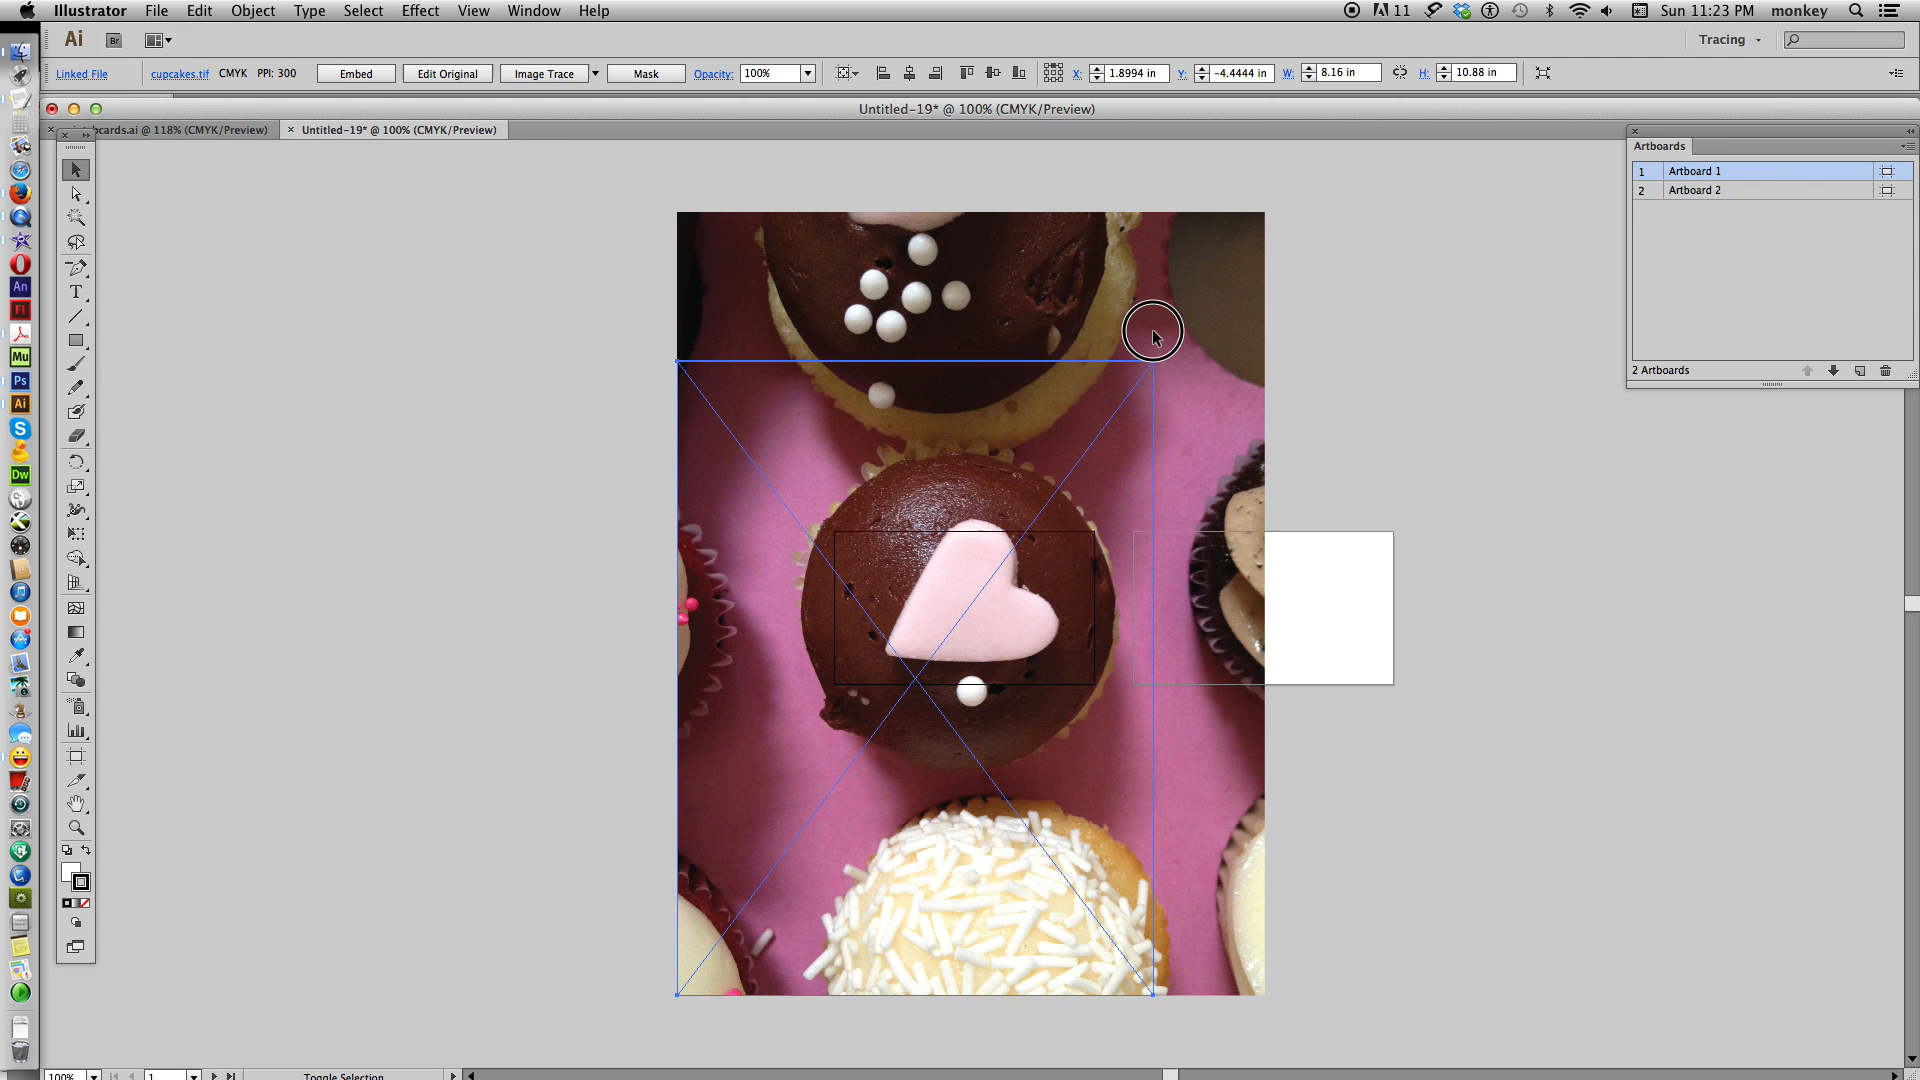 Illustrator File Edit Object Type Select Effect View Window Help
11 Sun 11:23 PM monkey
Ai Br Tracing
Linked File cupcakes.tif CMYK PPI: 300 Embed Edit Original Image Trace Mask Opacity: 100% X: 1.8994 in Y: -4.4444 in W: 8.16 in H: 10.88 in
Untitled-19* @ 100% (CMYK/Preview)
cards.ai @ 118% (CMYK/Preview) × Untitled-19* @ 100% (CMYK/Preview)
Artboards
1 Artboard 1
2 Artboard 2
2 Artboards
T
An
Fl
Mu
Ps
Ai
Dw
100% 1 Toggle Selection